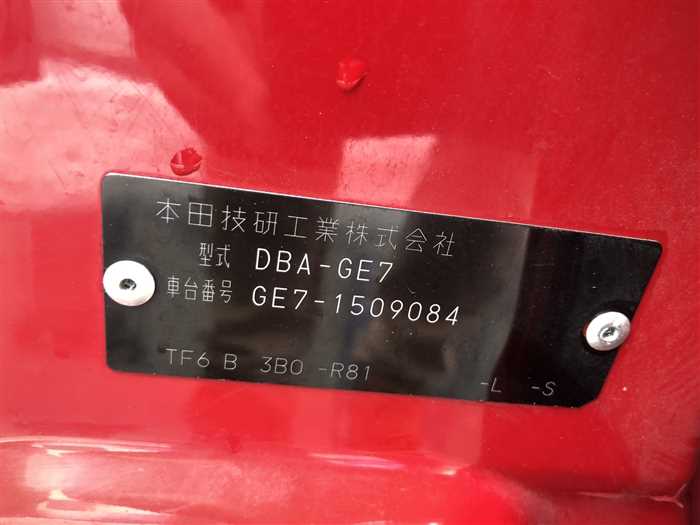 本田技研工業株式会社
型式 DBA-GE7
車台番号 GE7-1509084
TF6 B 3B0 -R81 -L -S